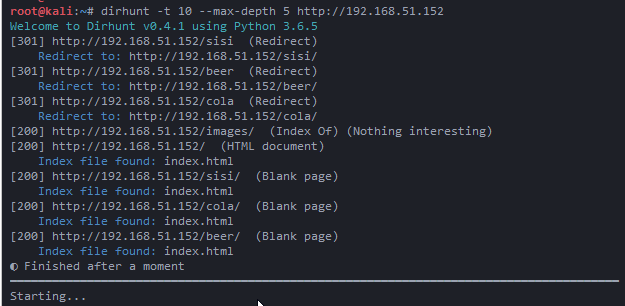 root@kali:~# dirhunt -t 10 --max-depth 5 http://192.168.51.152
Welcome to Dirhunt v0.4.1 using Python 3.6.5
[301] http://192.168.51.152/sisi  (Redirect)
    Redirect to: http://192.168.51.152/sisi/
[301] http://192.168.51.152/beer  (Redirect)
    Redirect to: http://192.168.51.152/beer/
[301] http://192.168.51.152/cola  (Redirect)
    Redirect to: http://192.168.51.152/cola/
[200] http://192.168.51.152/images/  (Index Of) (Nothing interesting)
[200] http://192.168.51.152/  (HTML document)
    Index file found: index.html
[200] http://192.168.51.152/sisi/  (Blank page)
    Index file found: index.html
[200] http://192.168.51.152/cola/  (Blank page)
    Index file found: index.html
[200] http://192.168.51.152/beer/  (Blank page)
    Index file found: index.html
◐ Finished after a moment
Starting...